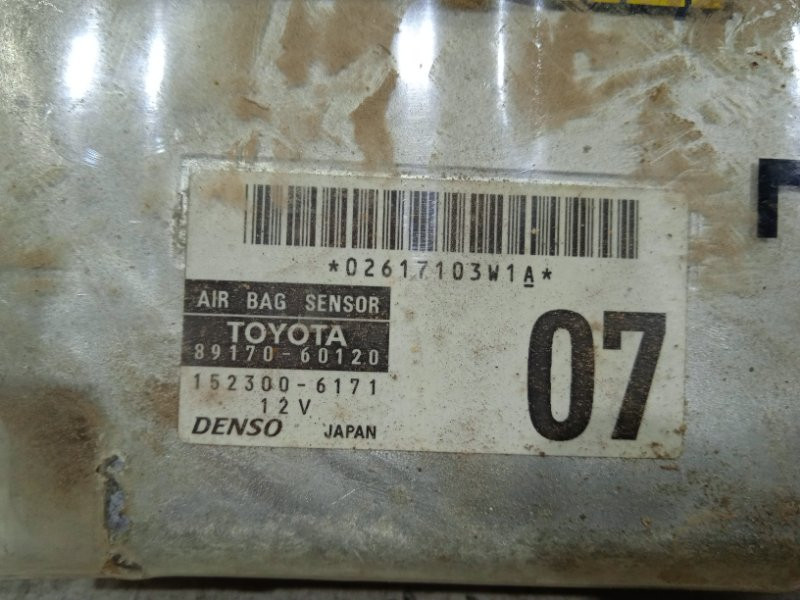 *02617103W1A*
AIR BAG SENSOR
TOYOTA
89170-60120
152300-6171
12V
DENSO JAPAN
07